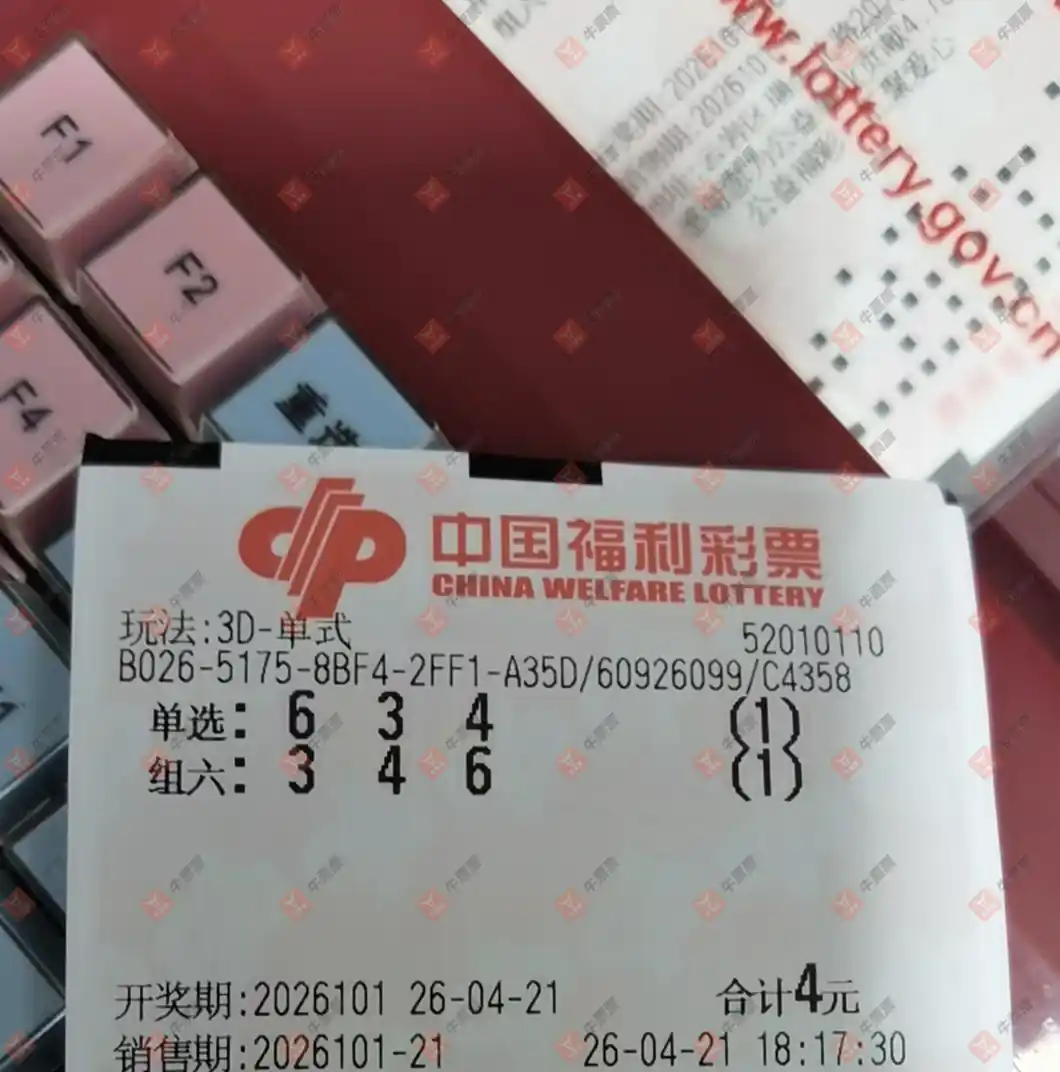 F1
F2
F4
重选
www.lottery.gov.cn
中国福利彩票
CHINA WELFARE LOTTERY
玩法:3D-单式
52010110
B026-5175-8BF4-2FF1-A35D/60926099/C4358
单选: 6 3 4 (1)
组六: 3 4 6 (1)
开奖期:2026101 26-04-21 合计4元
销售期:2026101-21 26-04-21 18:17:30